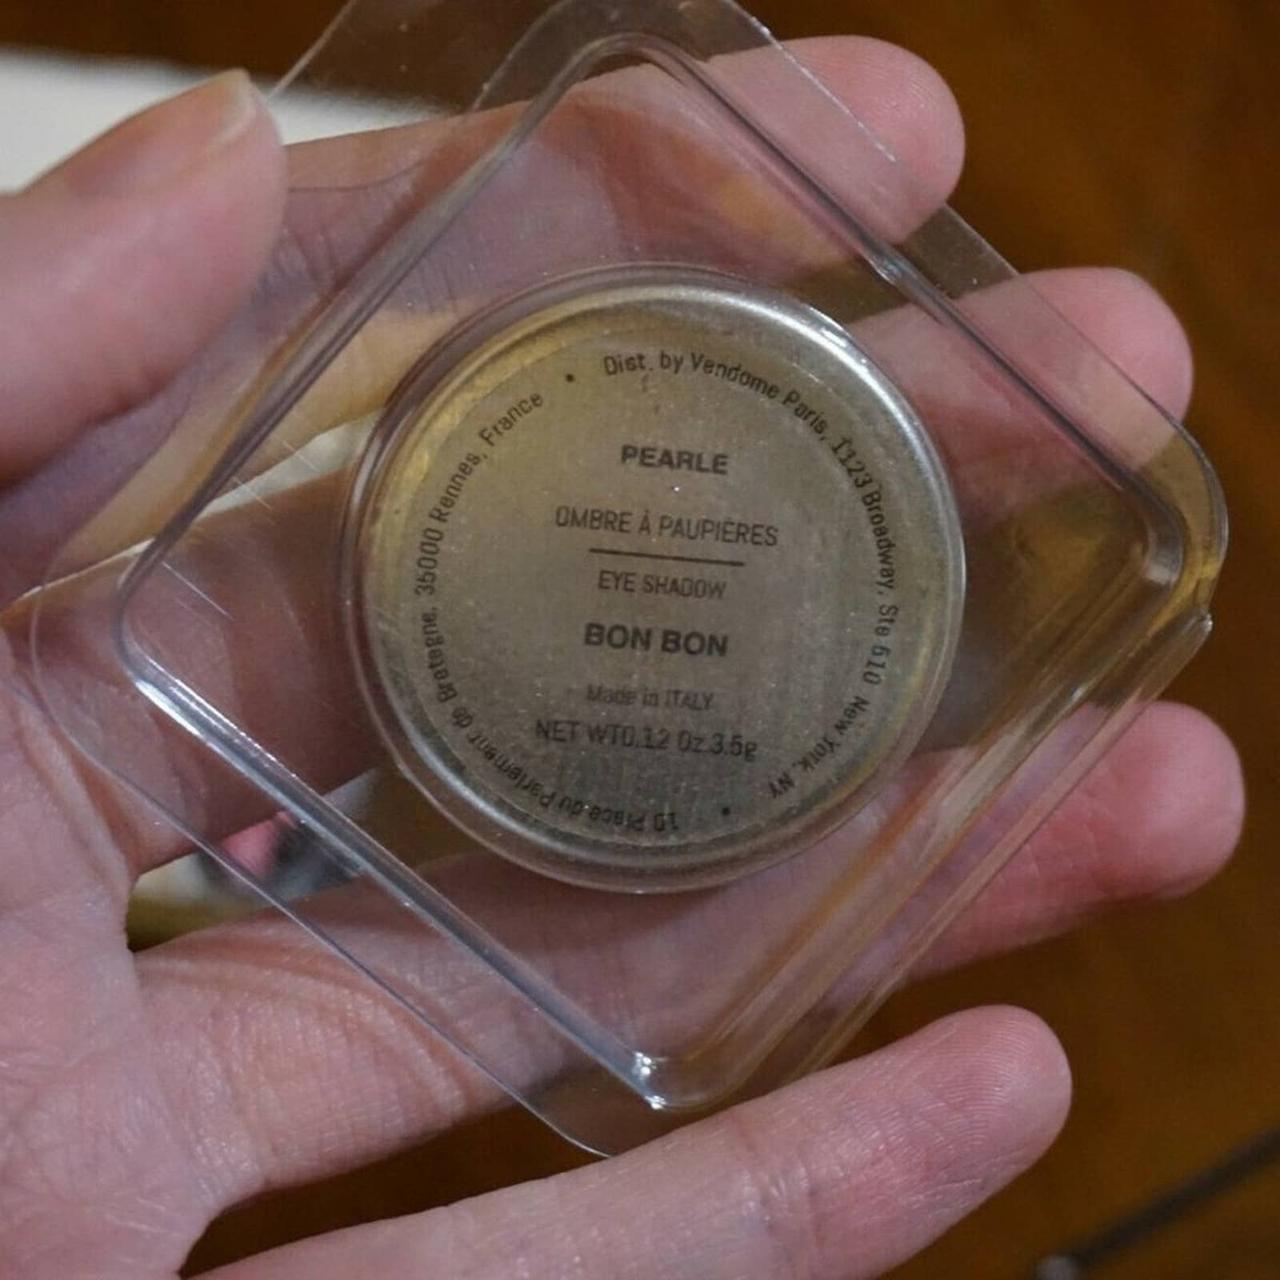 PEARLE
OMBRE À PAUPIÈRES
EYE SHADOW
BON BON
Made in ITALY
NET WT0.12 Oz.3.5g
Dist. by Vendome Paris, 1123 Broadway, Ste 610 New York, NY •
10 Place du Parlement de Bretagne, 35000 Rennes, France •